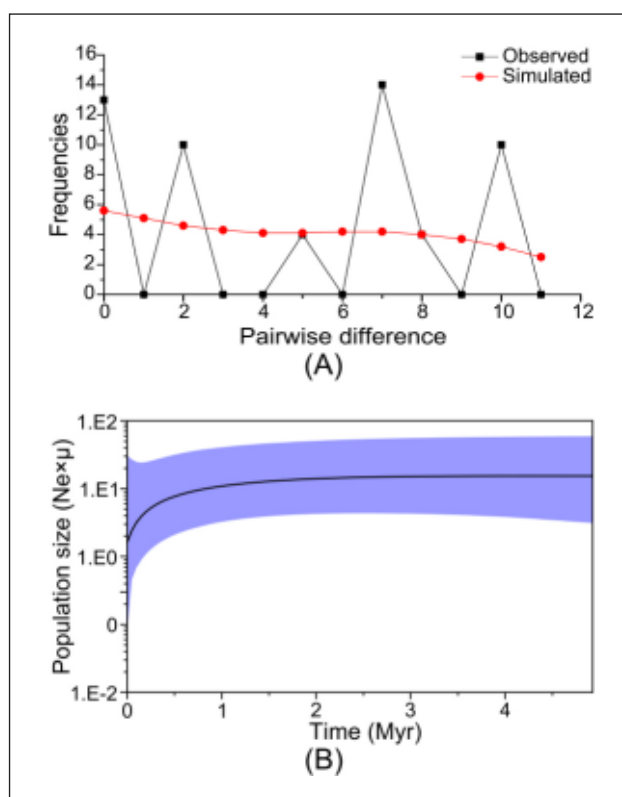 Observed
Simulated
16
14
12
10
8
6
4
2
0
Frequencies
0 2 4 6 8 10 12
Pairwise difference
(A)
1.E2
1.E1
1.E0
0
1.E-2
Population size (Ne×μ)
0 1 2 3 4
Time (Myr)
(B)